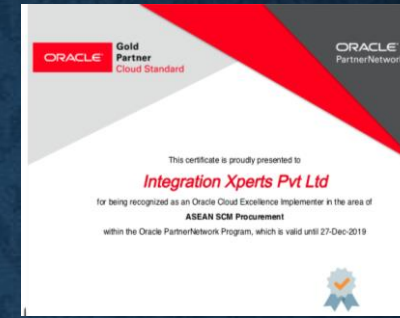 ORACLE
Gold
Partner
Cloud Standard
ORACLE
PartnerNetwork
This certificate is proudly presented to
Integration Xperts Pvt Ltd
for being recognized as an Oracle Cloud Excellence Implementer in the area of
ASEAN SCM Procurement
within the Oracle PartnerNetwork Program, which is valid until 27-Dec-2019